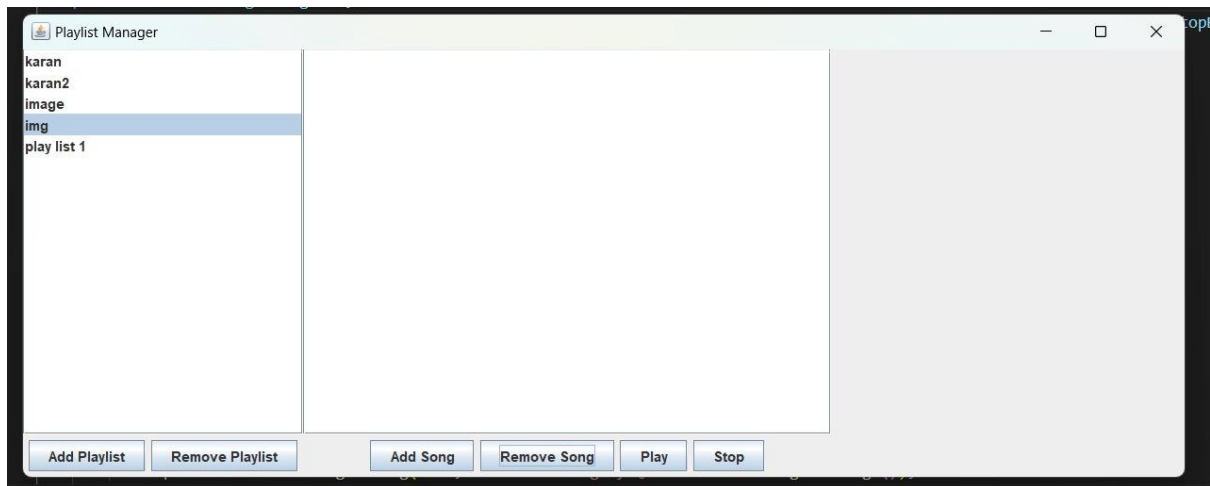 Playlist Manager
karan
karan2
image
img
play list 1
Add Playlist Remove Playlist Add Song Remove Song Play Stop